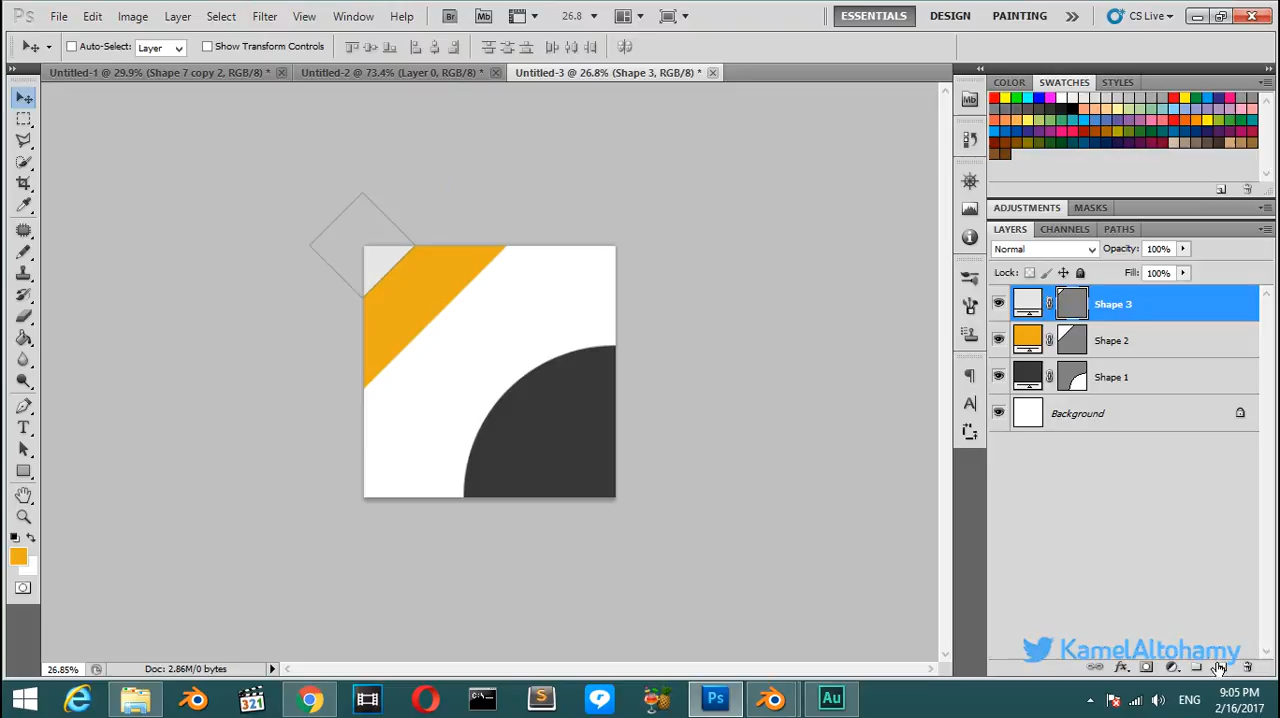 Ps File Edit Image Layer Select Filter View Window Help Br Mb 26.8 ESSENTIALS DESIGN PAINTING CS Live
Auto-Select: Layer Show Transform Controls
Untitled-1 @ 29.9% (Shape 7 copy 2, RGB/8) * Untitled-2 @ 73.4% (Layer 0, RGB/8) * Untitled-3 @ 26.8% (Shape 3, RGB/8) *
COLOR SWATCHES STYLES
Mb
ADJUSTMENTS MASKS
LAYERS CHANNELS PATHS
Normal Opacity: 100%
Lock: Fill: 100%
Shape 3
Shape 2
Shape 1
Background
KamelAltohamy
26.85% Doc: 2.86M/0 bytes
321 S Ps Au ENG
9:05 PM
2/16/2017